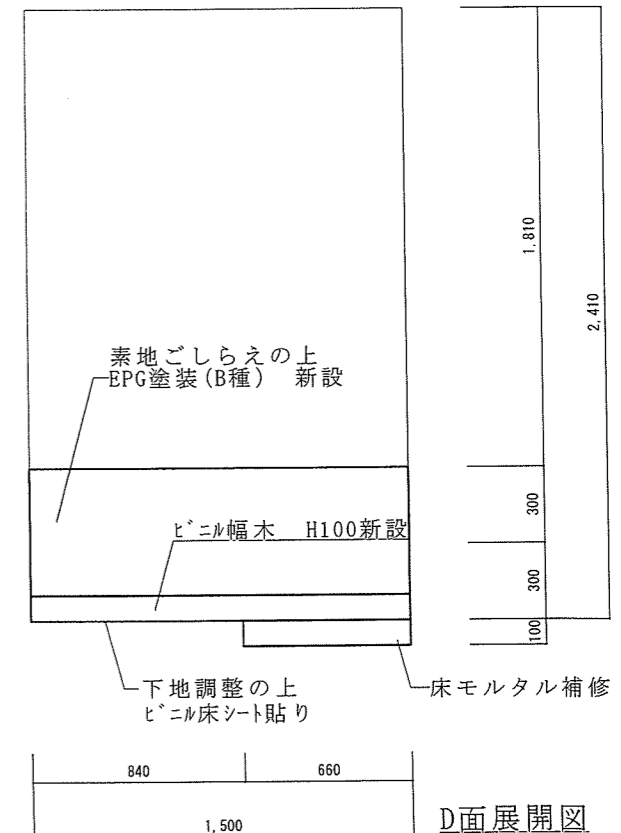 1,810
2,410
素地ごしらえの上
EPG塗装(B種)　新設
300
ﾋﾞﾆﾙ幅木　H100新設
300
100
下地調整の上
ﾋﾞﾆﾙ床ｼｰﾄ貼り
床モルタル補修
840
660
1,500
D面展開図